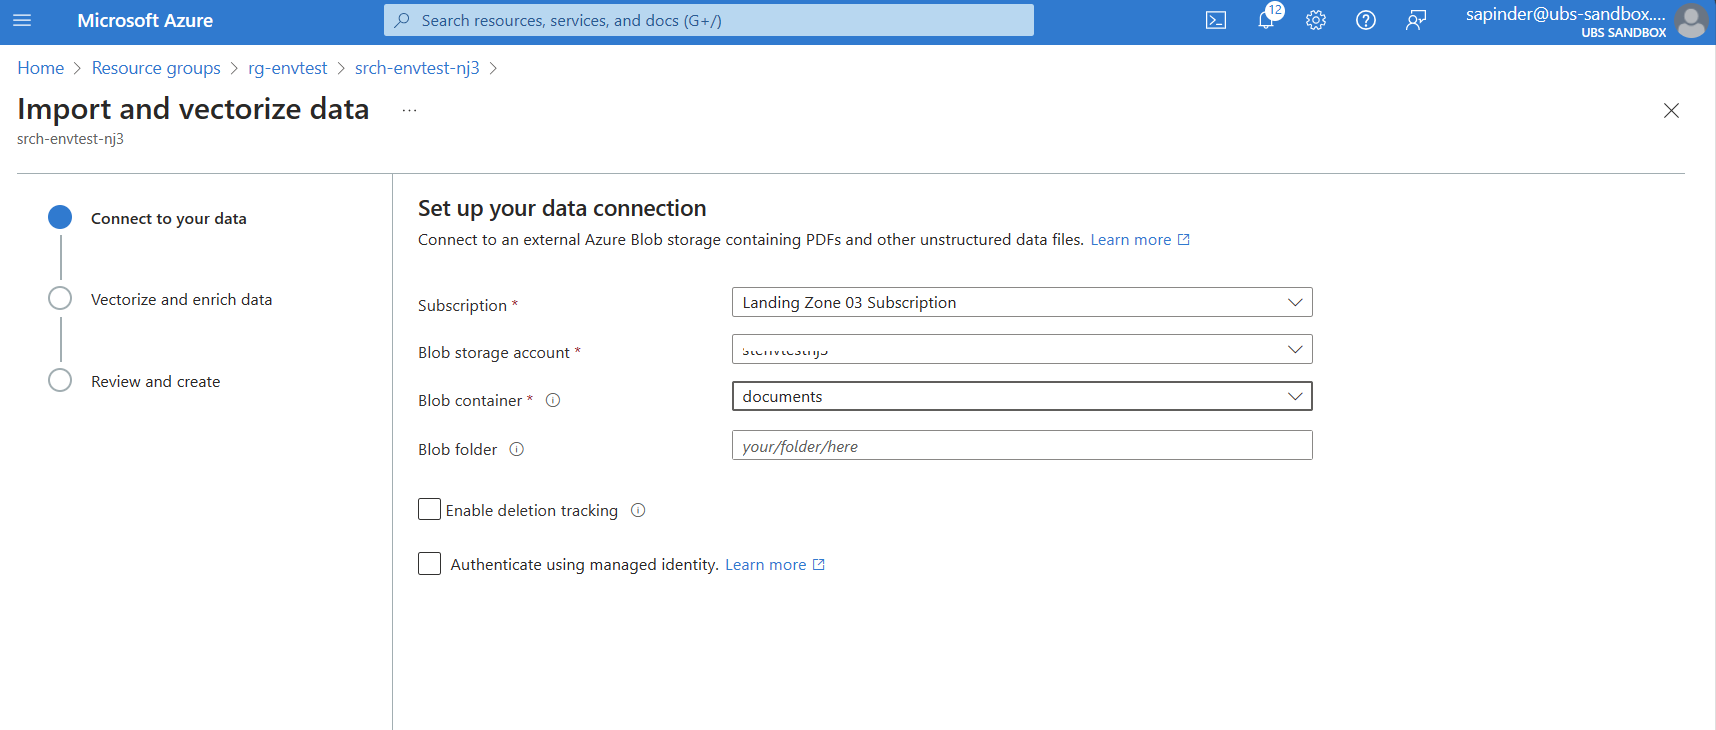 Microsoft Azure
Search resources, services, and docs (G+/)
12
sapinder@ubs-sandbox....
UBS SANDBOX
Home > Resource groups > rg-envtest > srch-envtest-nj3 >
Import and vectorize data ...
srch-envtest-nj3
Connect to your data
Vectorize and enrich data
Review and create
Set up your data connection
Connect to an external Azure Blob storage containing PDFs and other unstructured data files. Learn more
Subscription *
Landing Zone 03 Subscription
Blob storage account *
Blob container *
documents
Blob folder
your/folder/here
Enable deletion tracking
Authenticate using managed identity. Learn more